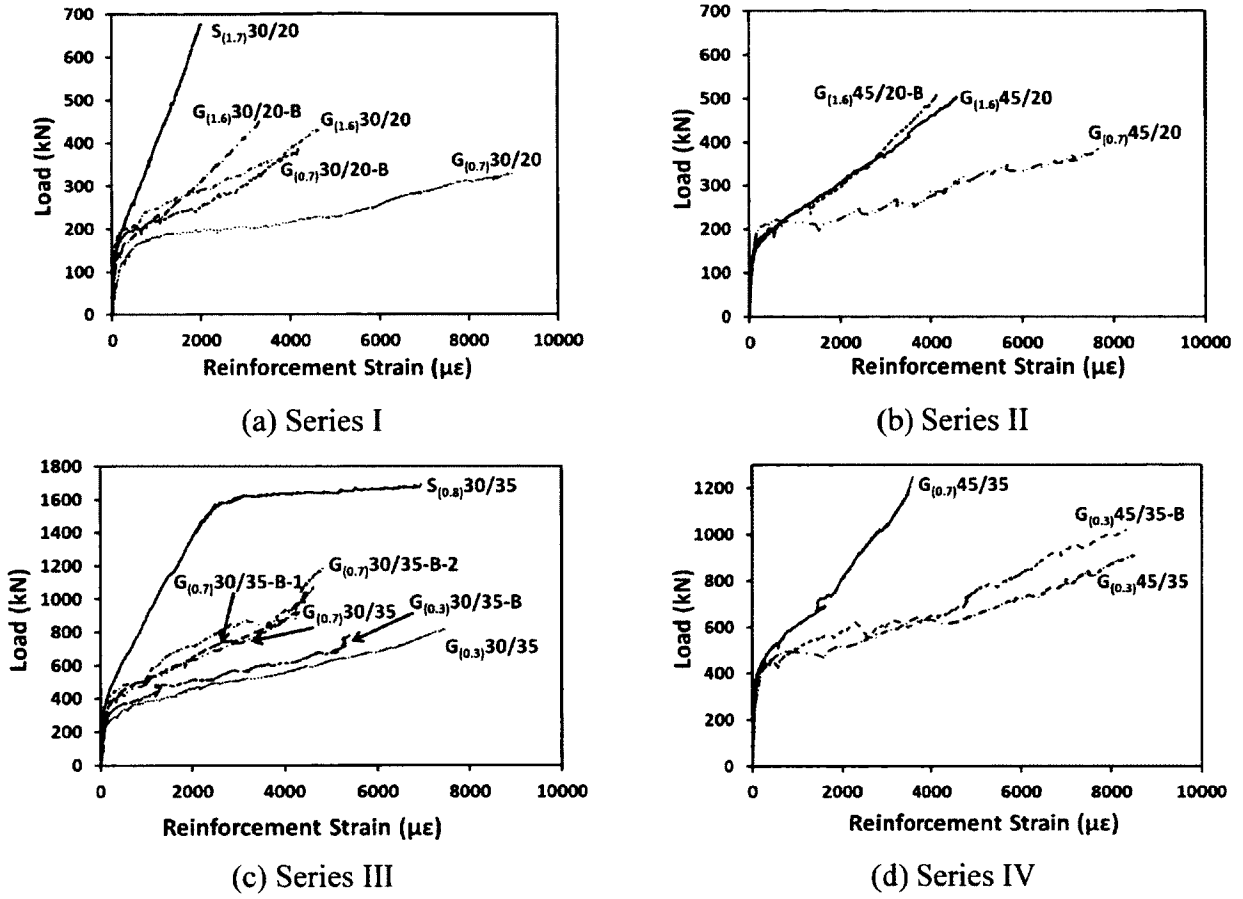 700
600
500
400
300
200
100
0
Load (kN)
S(1.7)30/20
G(1.6)30/20-B
G(1.6)30/20
G(0.7)30/20-B
G(0.7)30/20
0 2000 4000 6000 8000 10000
Reinforcement Strain (με)
(a) Series I
700
600
500
400
300
200
100
0
Load (kN)
G(1.6)45/20-B
G(1.6)45/20
G(0.7)45/20
0 2000 4000 6000 8000 10000
Reinforcement Strain (με)
(b) Series II
1800
1600
1400
1200
1000
800
600
400
200
0
Load (kN)
S(0.8)30/35
G(0.7)30/35-B-1
G(0.7)30/35-B-2
G(0.7)30/35
G(0.3)30/35-B
G(0.3)30/35
0 2000 4000 6000 8000 10000
Reinforcement Strain (με)
(c) Series III
1200
1000
800
600
400
200
0
Load (kN)
G(0.7)45/35
G(0.3)45/35-B
G(0.3)45/35
0 2000 4000 6000 8000 10000
Reinforcement Strain (με)
(d) Series IV